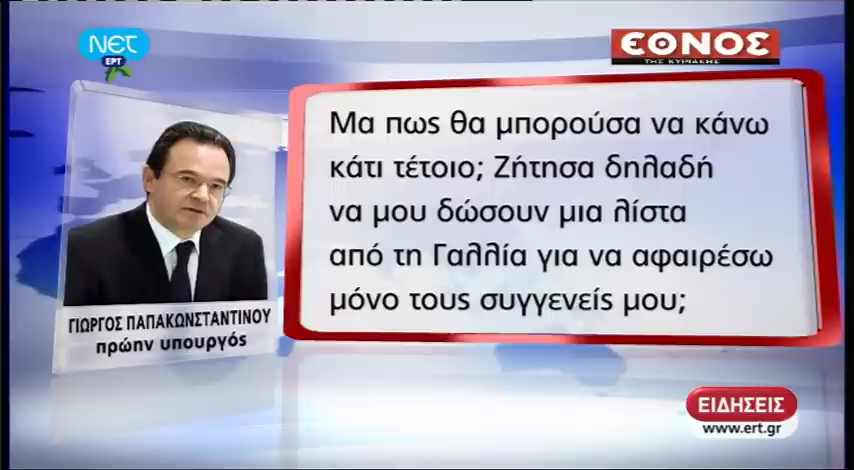 NET
ΕΡΤ
ΕΘΝΟΣ
ΤΗΣ ΚΥΡΙΑΚΗΣ
Μα πως θα μπορούσα να κάνω
κάτι τέτοιο; Ζήτησα δηλαδή
να μου δώσουν μια λίστα
από τη Γαλλία για να αφαιρέσω
μόνο τους συγγενείς μου;
ΓΙΩΡΓΟΣ ΠΑΠΑΚΩΝΣΤΑΝΤΙΝΟΥ
πρώην υπουργός
ΕΙΔΗΣΕΙΣ
www.ert.gr